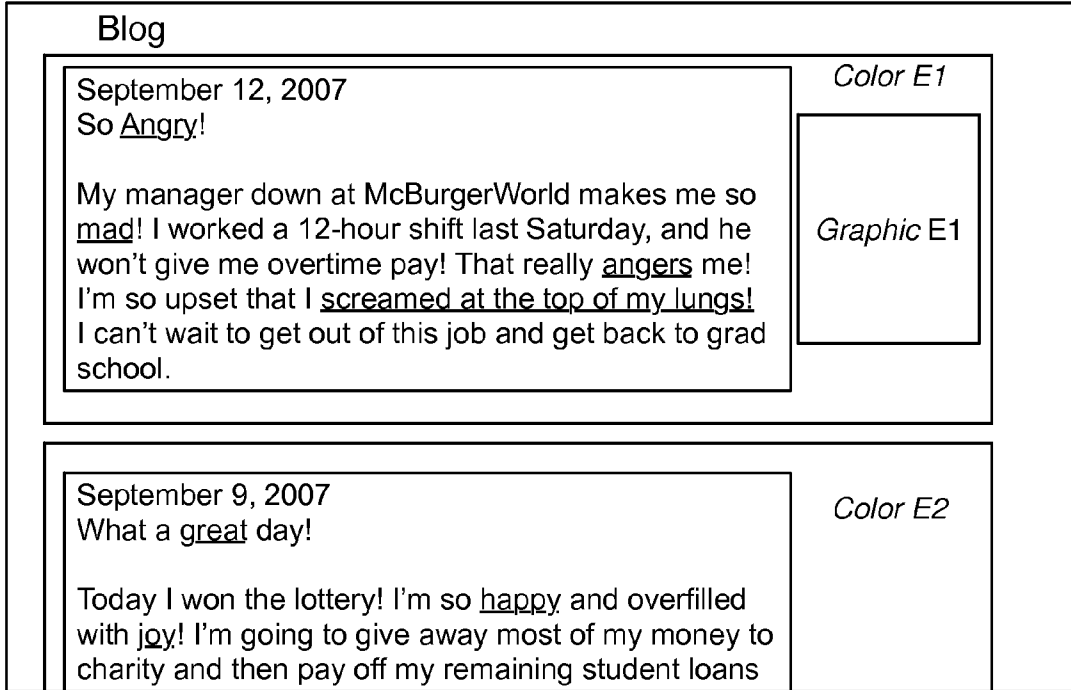 Blog
September 12, 2007
So Angry!
My manager down at McBurgerWorld makes me so
mad! I worked a 12-hour shift last Saturday, and he
won't give me overtime pay! That really angers me!
I'm so upset that I screamed at the top of my lungs!
I can't wait to get out of this job and get back to grad
school.
Color E1
Graphic E1
September 9, 2007
What a great day!
Today I won the lottery! I'm so happy and overfilled
with joy! I'm going to give away most of my money to
charity and then pay off my remaining student loans
Color E2